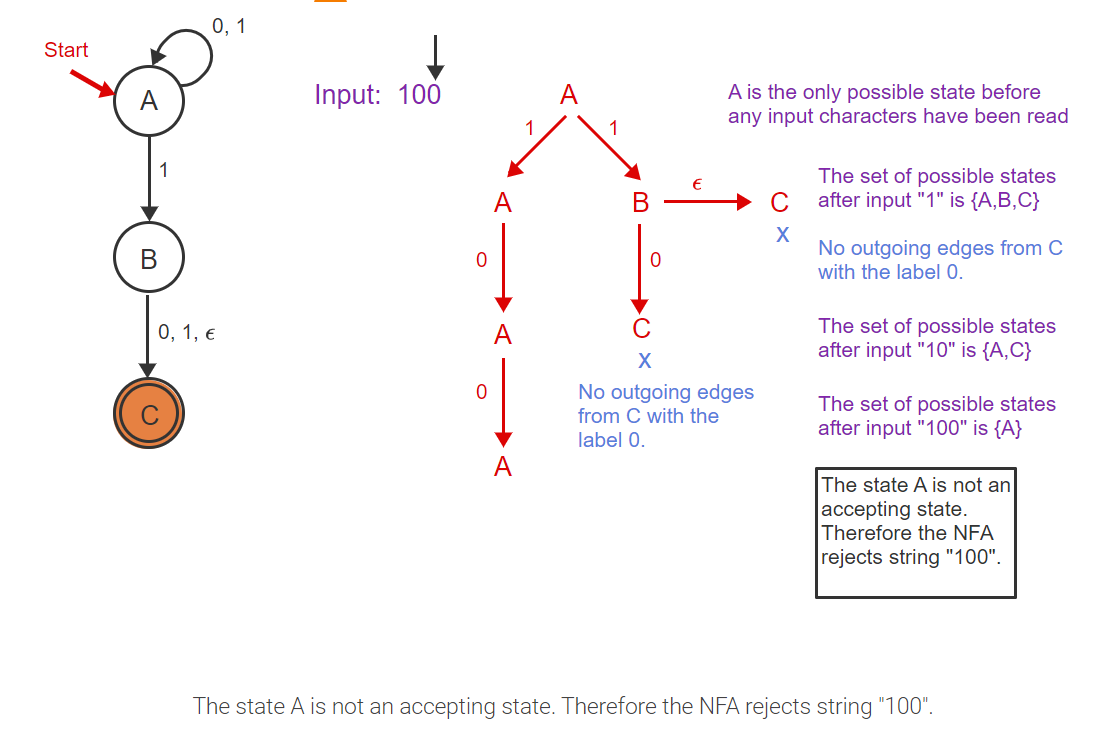 0, 1
Start
A
1
B
0, 1, ϵ
C
Input: 100
A
1 1
A B ϵ C
x
0 0
A C
x
0
No outgoing edges
from C with the
label 0.
A
A is the only possible state before
any input characters have been read
The set of possible states
after input "1" is {A,B,C}
No outgoing edges from C
with the label 0.
The set of possible states
after input "10" is {A,C}
The set of possible states
after input "100" is {A}
The state A is not an
accepting state.
Therefore the NFA
rejects string "100".
The state A is not an accepting state. Therefore the NFA rejects string "100".